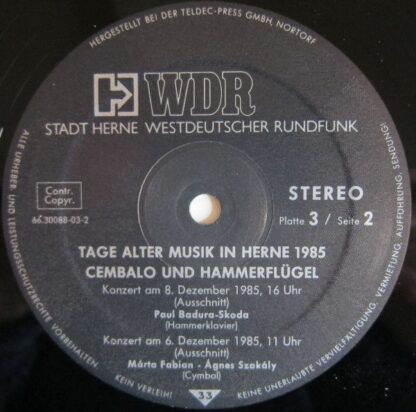 HERGESTELLT BEI DER TELDEC-PRESS GMBH, NORTORF
WDR
STADT HERNE WESTDEUTSCHER RUNDFUNK
Contr.
Copyr.
66.30088-03-2
STEREO
Platte 3 / Seite 2
TAGE ALTER MUSIK IN HERNE 1985
CEMBALO UND HAMMERFLÜGEL
Konzert am 8. Dezember 1985, 16 Uhr
(Ausschnitt)
Paul Badura-Skoda
(Hammerklavier)
Konzert am 6. Dezember 1985, 11 Uhr
(Ausschnitt)
Márta Fabian - Ágnes Szakály
(Cymbal)
33
ALLE URHEBER- UND LEISTUNGSSCHUTZRECHTE VORBEHALTEN
KEIN VERLEIH!
KEINE UNERLAUBTE VERVIELFÄLTIGUNG, VERMIETUNG, AUFFÜHRUNG, SENDUNG!